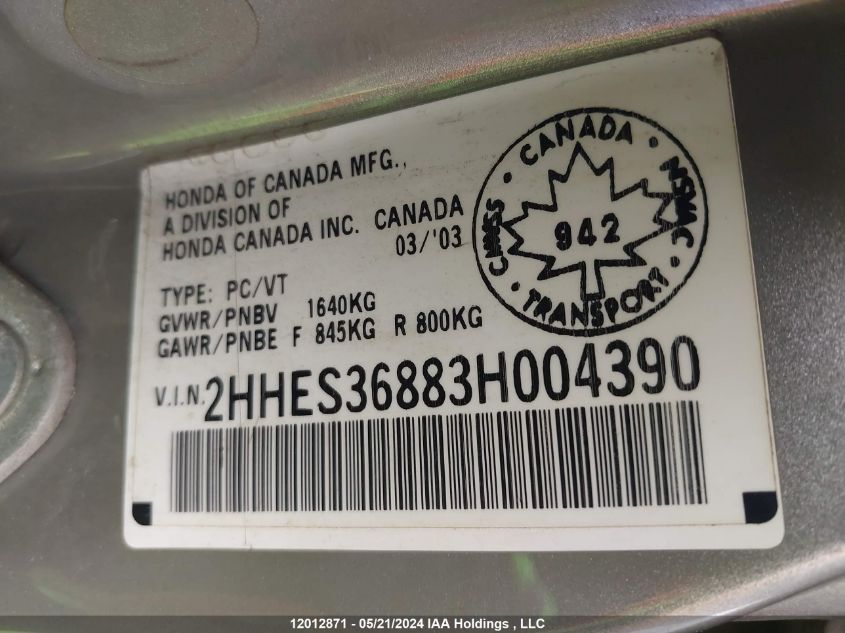 HONDA OF CANADA MFG.,
A DIVISION OF
HONDA CANADA INC. CANADA
03/'03
TYPE: PC/VT
GVWR/PNBV 1640KG
GAWR/PNBE F 845KG R 800KG
V.I.N. 2HHES36883H004390
CANADA
942
TRANSPORT
CMVSS • NSVAC
12012871 - 05/21/2024 IAA Holdings , LLC